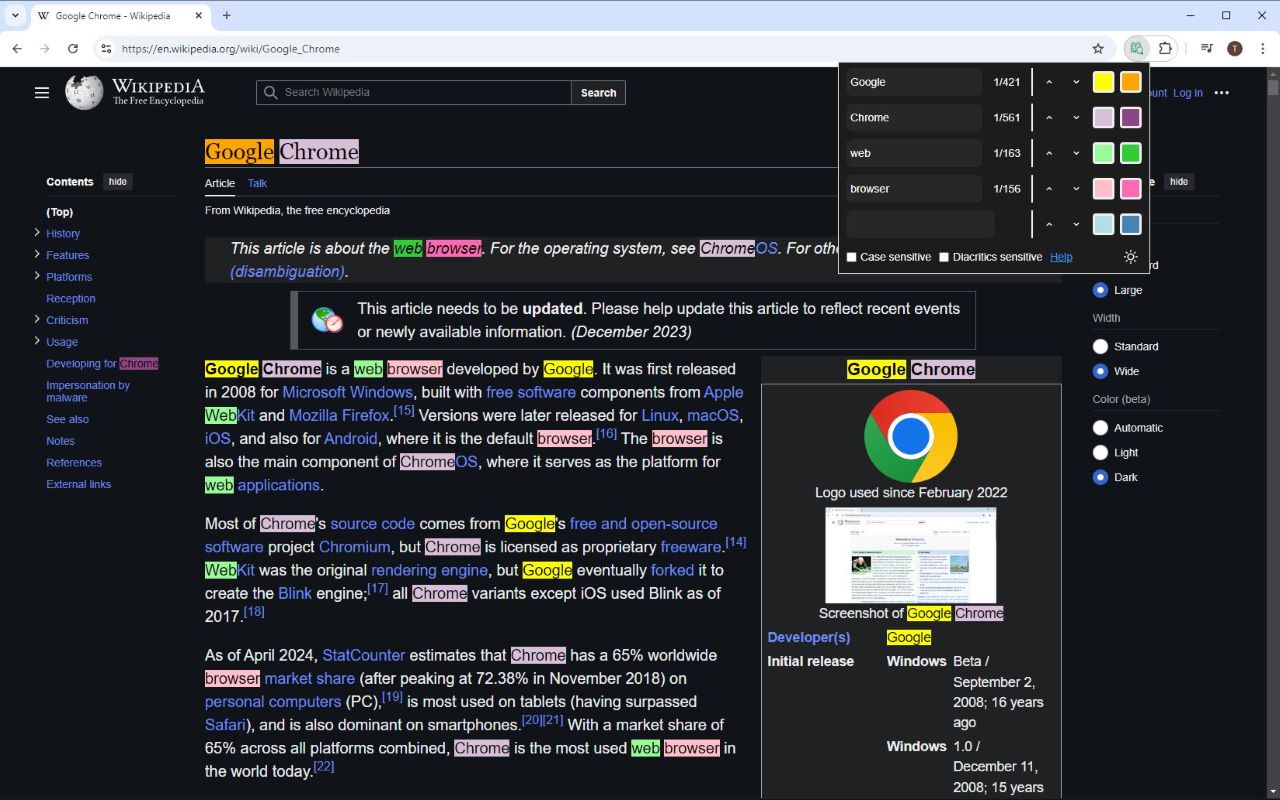 Google Chrome - Wikipedia
https://en.wikipedia.org/wiki/Google_Chrome
T
Google 1/421
Chrome 1/561
web 1/163
browser 1/156
Case sensitive Diacritics sensitive Help
WIKIPEDIA
The Free Encyclopedia
Search Wikipedia Search
Log in
Google Chrome
Article Talk
From Wikipedia, the free encyclopedia
Contents hide
(Top)
History
Features
Platforms
Reception
Criticism
Usage
Developing for Chrome
Impersonation by
malware
See also
Notes
References
External links
This article is about the web browser. For the operating system, see ChromeOS. For
(disambiguation).
This article needs to be updated. Please help update this article to reflect recent events
or newly available information. (December 2023)
Google Chrome is a web browser developed by Google. It was first released
in 2008 for Microsoft Windows, built with free software components from Apple
WebKit and Mozilla Firefox.[15] Versions were later released for Linux, macOS,
iOS, and also for Android, where it is the default browser.[16] The browser is
also the main component of ChromeOS, where it serves as the platform for
web applications.
Most of Chrome's source code comes from Google's free and open-source
software project Chromium, but Chrome is licensed as proprietary freeware.[14]
WebKit was the original rendering engine, but Google eventually forked it to
create the Blink engine,[17] all Chrome variants except iOS used Blink as of
2017.[18]
As of April 2024, StatCounter estimates that Chrome has a 65% worldwide
browser market share (after peaking at 72.38% in November 2018) on
personal computers (PC),[19] is most used on tablets (having surpassed
Safari), and is also dominant on smartphones.[20][21] With a market share of
65% across all platforms combined, Chrome is the most used web browser in
the world today.[22]
Google Chrome
Logo used since February 2022
Screenshot of Google Chrome
Developer(s) Google
Initial release Windows Beta /
September 2,
2008; 16 years
ago
Windows 1.0 /
December 11,
2008; 15 years
hide
Large
Width
Standard
Wide
Color (beta)
Automatic
Light
Dark